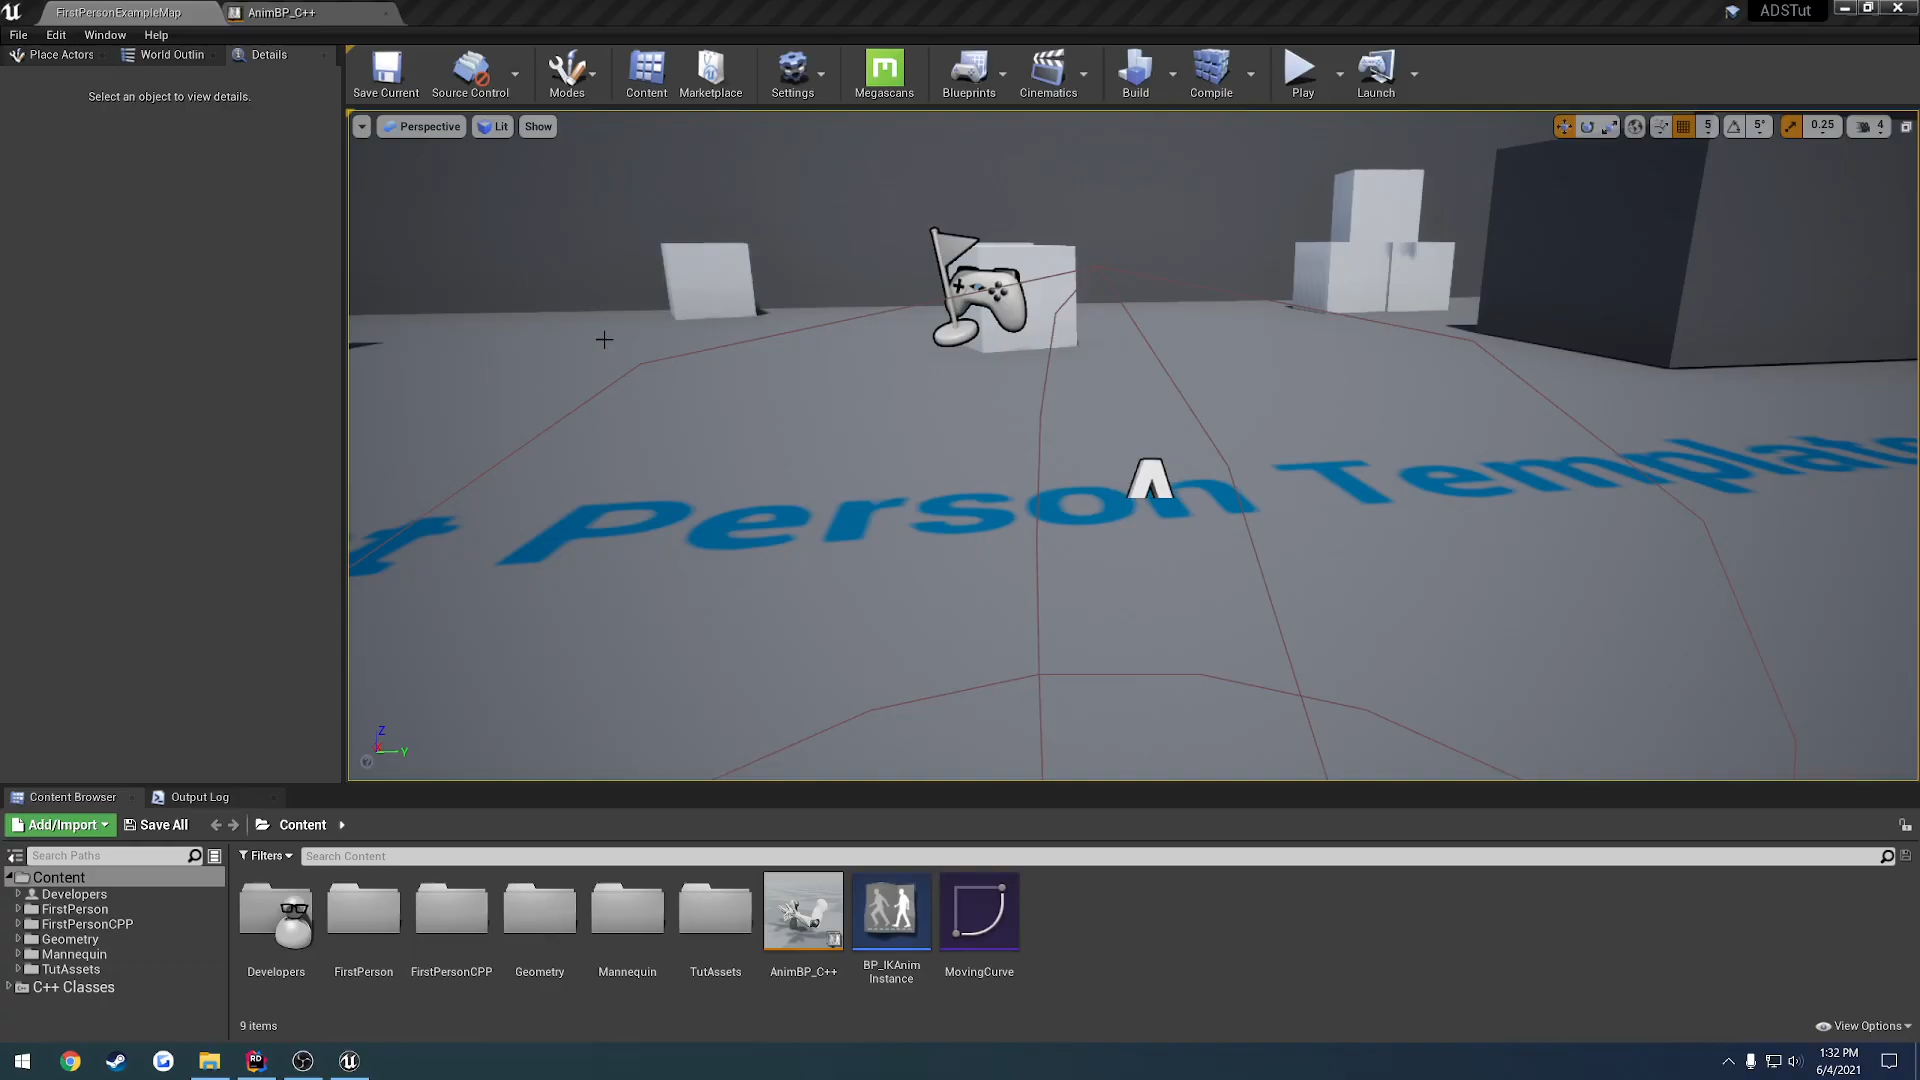 FirstPersonExampleMap
AnimBP_C++
ADSTut
File Edit Window Help
Place Actors World Outlin Details
Select an object to view details.
Save Current Source Control Modes Content Marketplace Settings Megascans Blueprints Cinematics Build Compile Play Launch
Perspective Lit Show
5 5° 0.25 4
Person Template
Z
X
Y
Content Browser Output Log
Add/Import Save All Content
Search Paths
Filters Search Content
Content
Developers
FirstPerson
FirstPersonCPP
Geometry
Mannequin
TutAssets
C++ Classes
Developers FirstPerson FirstPersonCPP Geometry Mannequin TutAssets AnimBP_C++ BP_IKAnim MovingCurve
Instance
9 items
View Options
RD
1:32 PM
6/4/2021